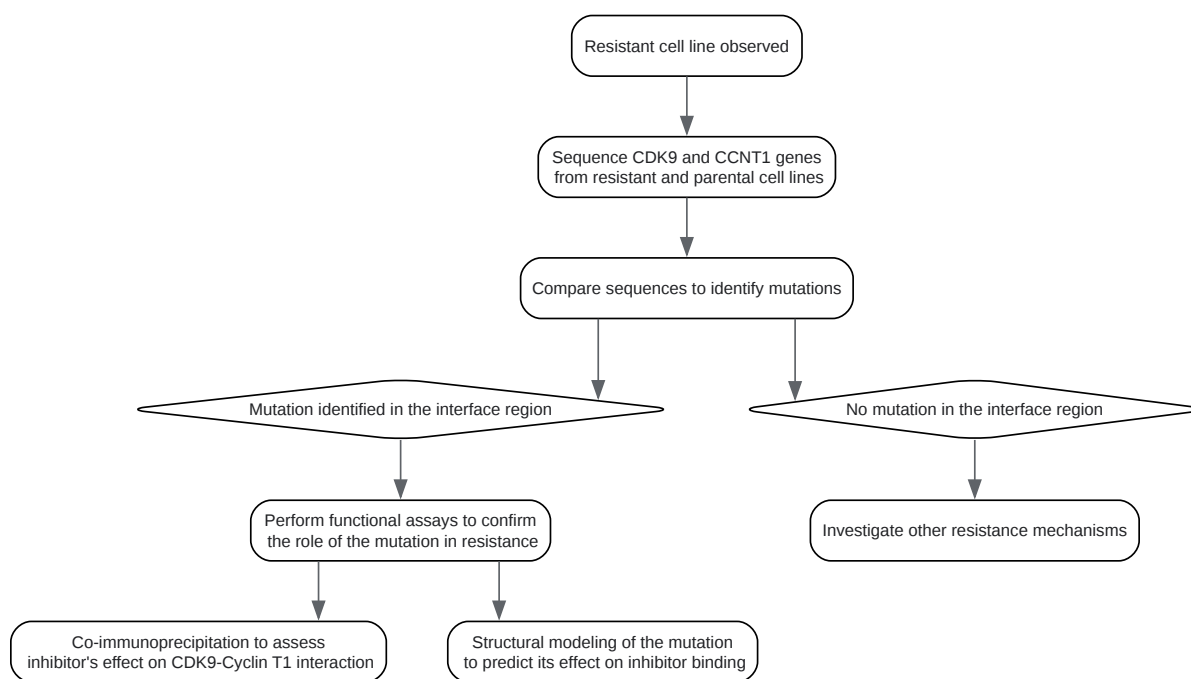 Resistant cell line observed
Sequence CDK9 and CCNT1 genes
from resistant and parental cell lines
Compare sequences to identify mutations
Mutation identified in the interface region
No mutation in the interface region
Perform functional assays to confirm
the role of the mutation in resistance
Investigate other resistance mechanisms
Co-immunoprecipitation to assess
inhibitor's effect on CDK9-Cyclin T1 interaction
Structural modeling of the mutation
to predict its effect on inhibitor binding